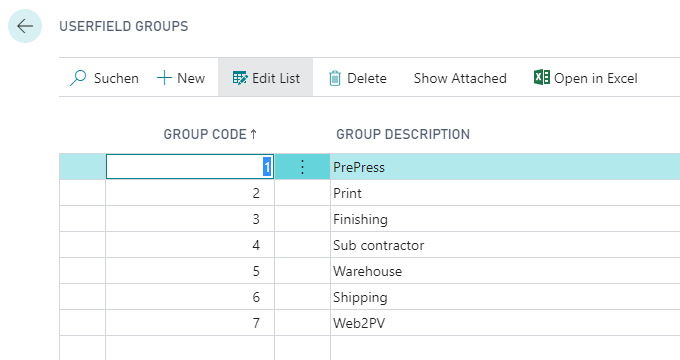 USERFIELD GROUPS
Suchen New Edit List Delete Show Attached Open in Excel
GROUP CODE↑ GROUP DESCRIPTION
1 PrePress
2 Print
3 Finishing
4 Sub contractor
5 Warehouse
6 Shipping
7 Web2PV